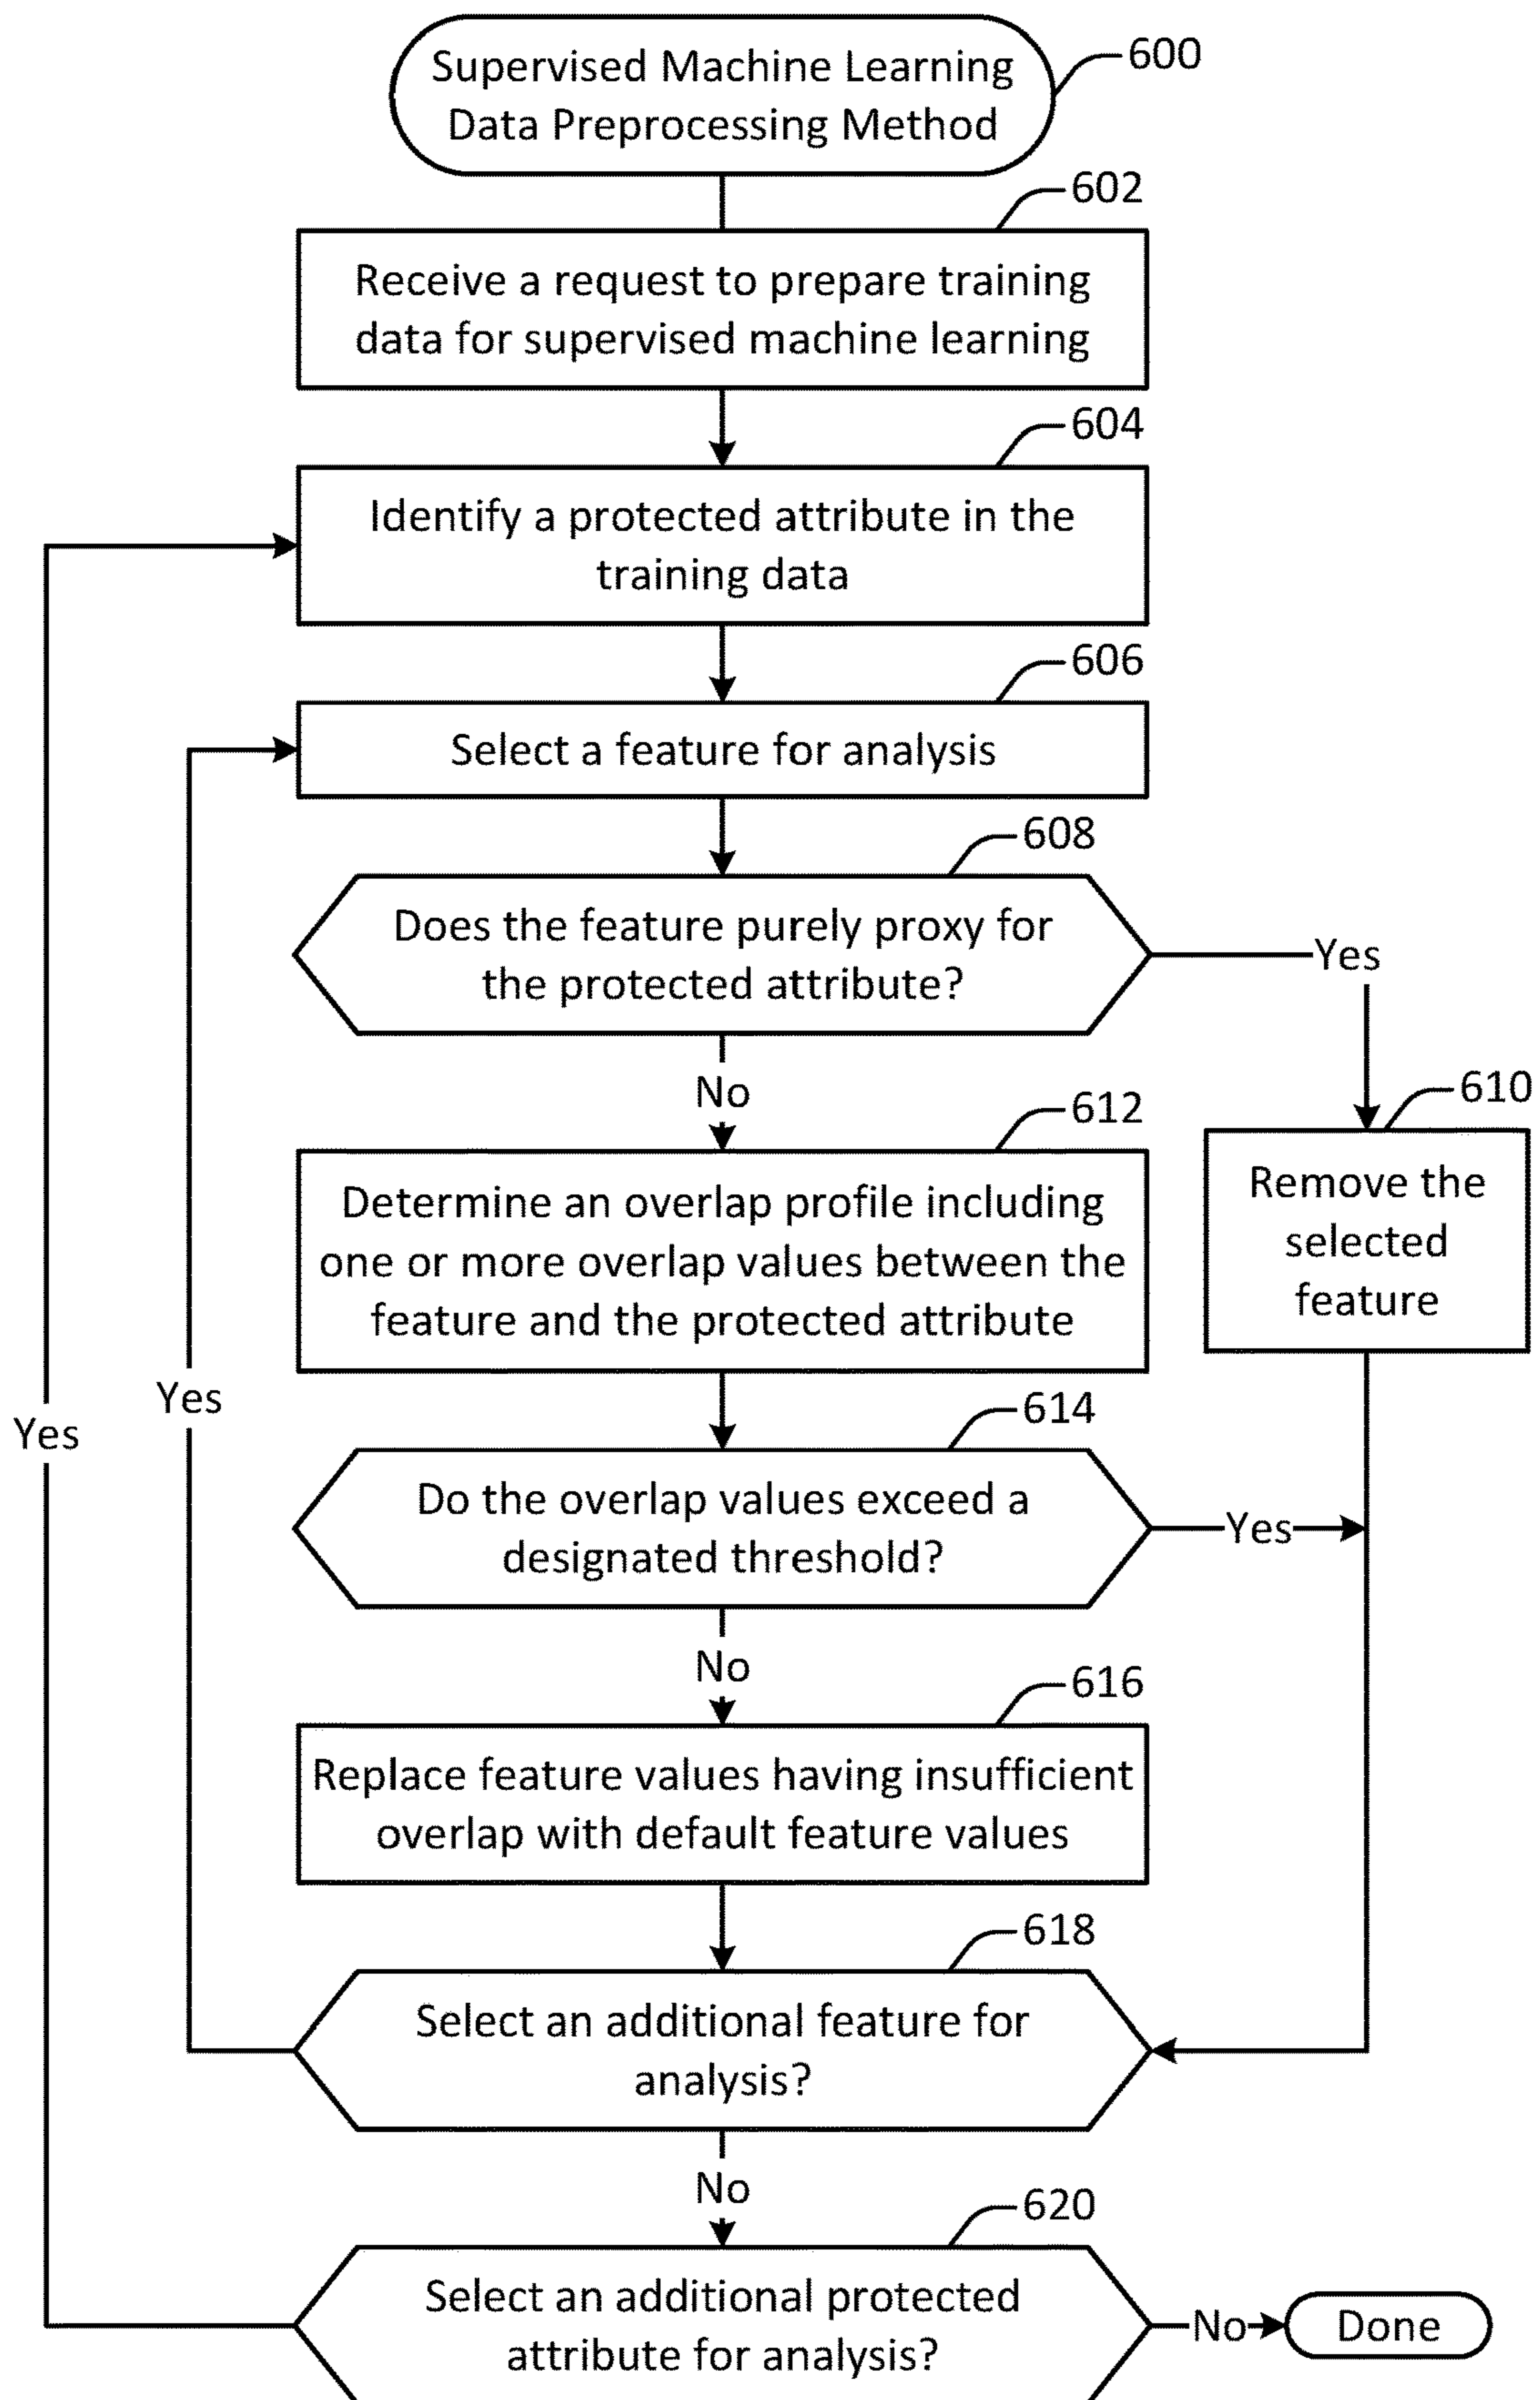 Supervised Machine Learning
Data Preprocessing Method
600
602
Receive a request to prepare training
data for supervised machine learning
604
Identify a protected attribute in the
training data
606
Select a feature for analysis
608
Does the feature purely proxy for
the protected attribute?
Yes
No
610
Remove the
selected
feature
612
Determine an overlap profile including
one or more overlap values between the
feature and the protected attribute
Yes
Yes
614
Do the overlap values exceed a
designated threshold?
Yes
No
616
Replace feature values having insufficient
overlap with default feature values
618
Select an additional feature for
analysis?
No
620
Select an additional protected
attribute for analysis?
No
Done